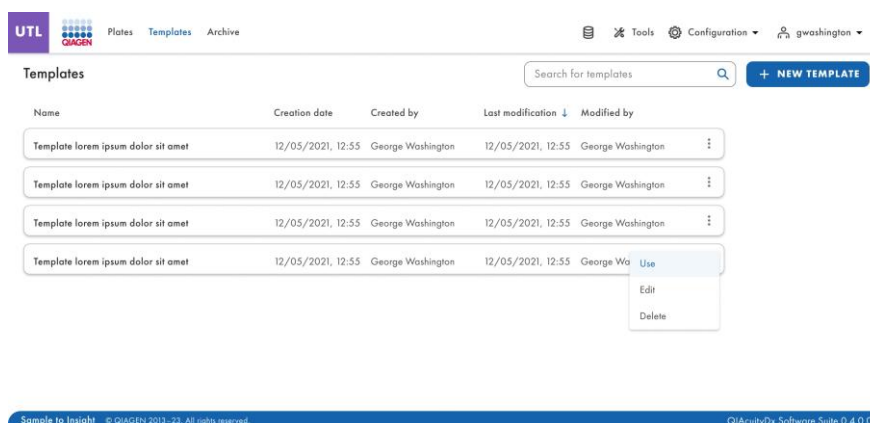 UTL QIAGEN Plates Templates Archive Tools Configuration gwashington
Templates Search for templates + NEW TEMPLATE
Name Creation date Created by Last modification ↓ Modified by
Template lorem ipsum dolor sit amet 12/05/2021, 12:55 George Washington 12/05/2021, 12:55 George Washington
Template lorem ipsum dolor sit amet 12/05/2021, 12:55 George Washington 12/05/2021, 12:55 George Washington
Template lorem ipsum dolor sit amet 12/05/2021, 12:55 George Washington 12/05/2021, 12:55 George Washington
Template lorem ipsum dolor sit amet 12/05/2021, 12:55 George Washington 12/05/2021, 12:55 George Wa
Use
Edit
Delete
Sample to Insight © QIAGEN 2013-23. All rights reserved. QIAcuityDx Software Suite 0.4.0.0